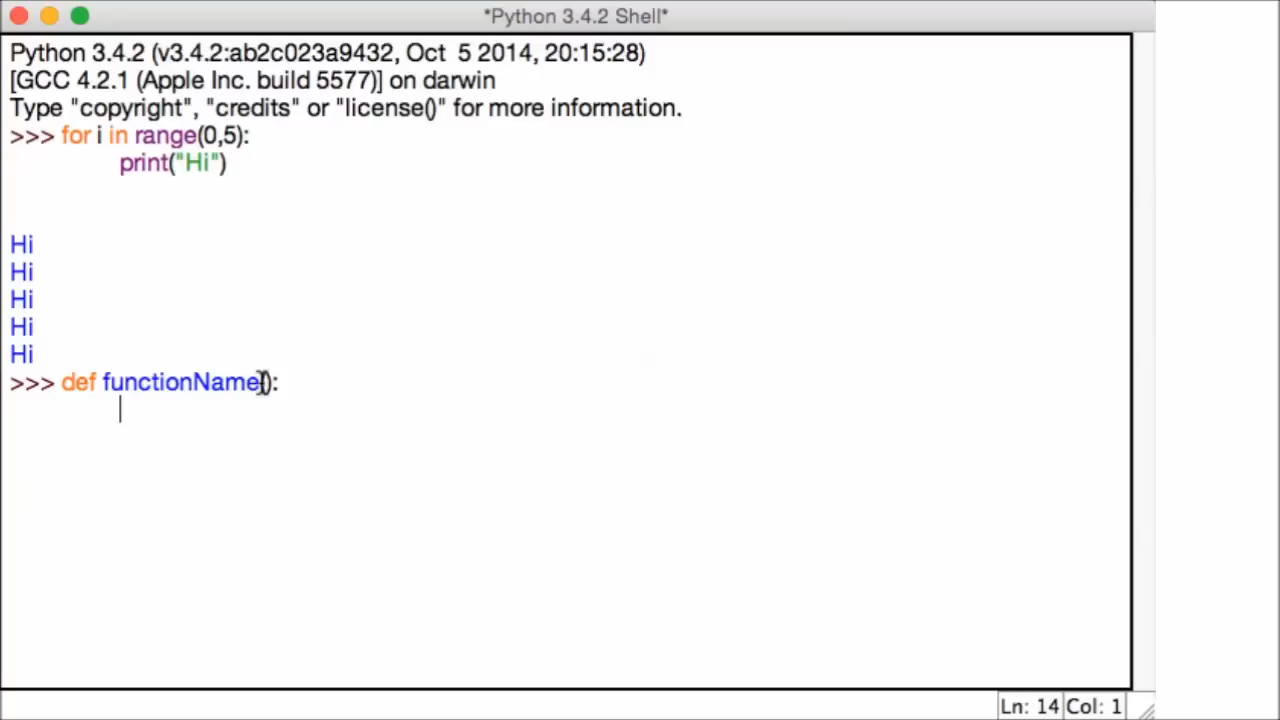 *Python 3.4.2 Shell*
Python 3.4.2 (v3.4.2:ab2c023a9432, Oct  5 2014, 20:15:28)
[GCC 4.2.1 (Apple Inc. build 5577)] on darwin
Type "copyright", "credits" or "license()" for more information.
>>> for i in range(0,5):
        print("Hi")
Hi
Hi
Hi
Hi
Hi
>>> def functionName():
Ln: 14 Col: 1